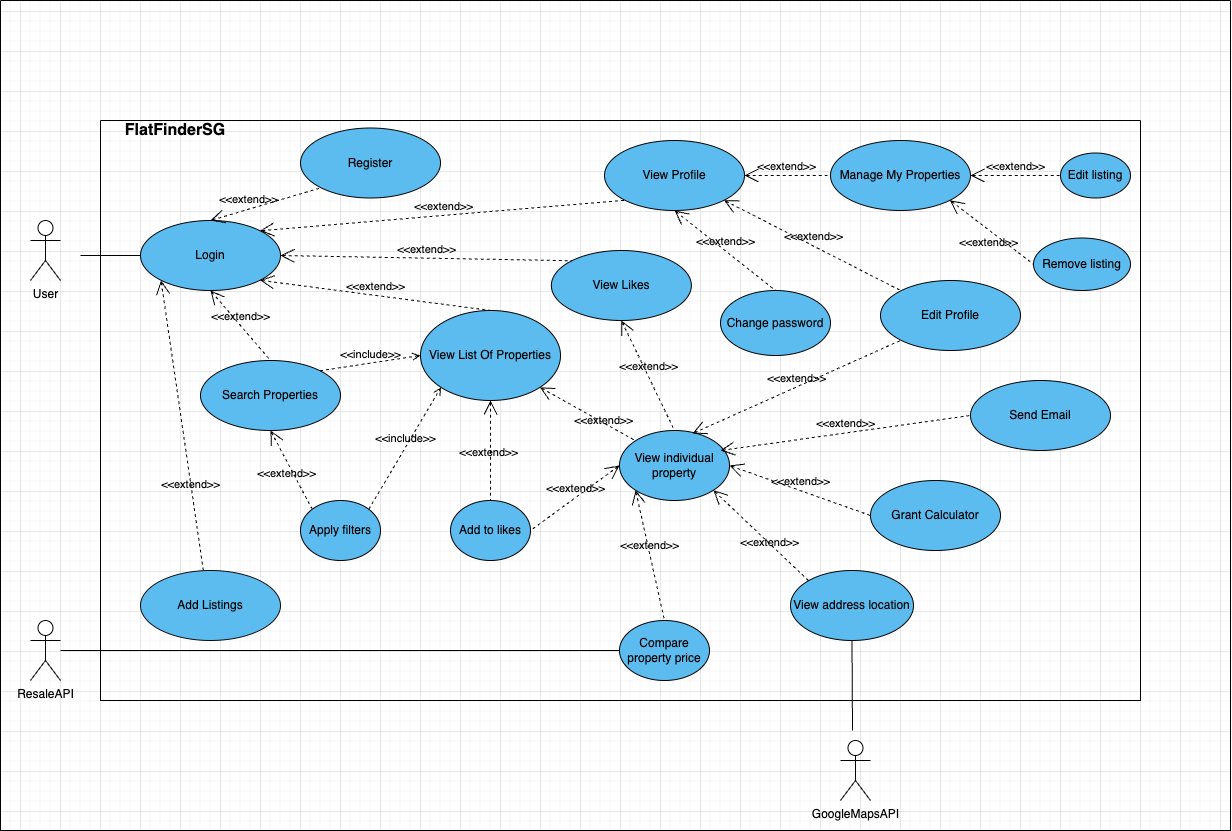 FlatFinderSG
Register
View Profile
<<extend>>
Manage My Properties
<<extend>>
Edit listing
<<extend>>
<<extend>>
Login
<<extend>>
<<extend>>
<<extend>>
<<extend>>
Remove listing
User
<<extend>>
View Likes
<<extend>>
Change password
Edit Profile
<<include>>
View List Of Properties
<<extend>>
<<extend>>
Search Properties
<<include>>
<<extend>>
<<extend>>
Send Email
<<extend>>
<<extend>>
View individual
property
<<extend>>
<<extend>>
<<extend>>
Grant Calculator
Apply filters
Add to likes
<<extend>>
<<extend>>
Add Listings
View address location
Compare
property price
ResaleAPI
GoogleMapsAPI